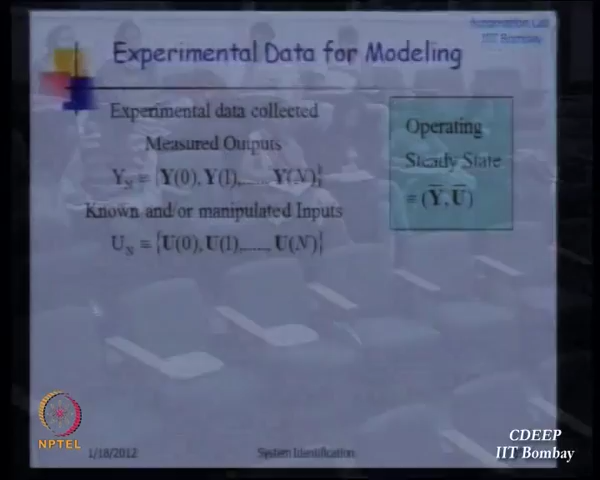 Automation Lab
IIT Bombay
Experimental Data for Modeling
Experimental data collected
Measured Outputs
Y_N ≡ {Y(0), Y(1),....., Y(N)}
Known and/or manipulated Inputs
U_N ≡ {U(0), U(1),....., U(N)}
Operating
Steady State
≡ (Y̅, U̅)
NPTEL
1/18/2012
System Identification
CDEEP
IIT Bombay